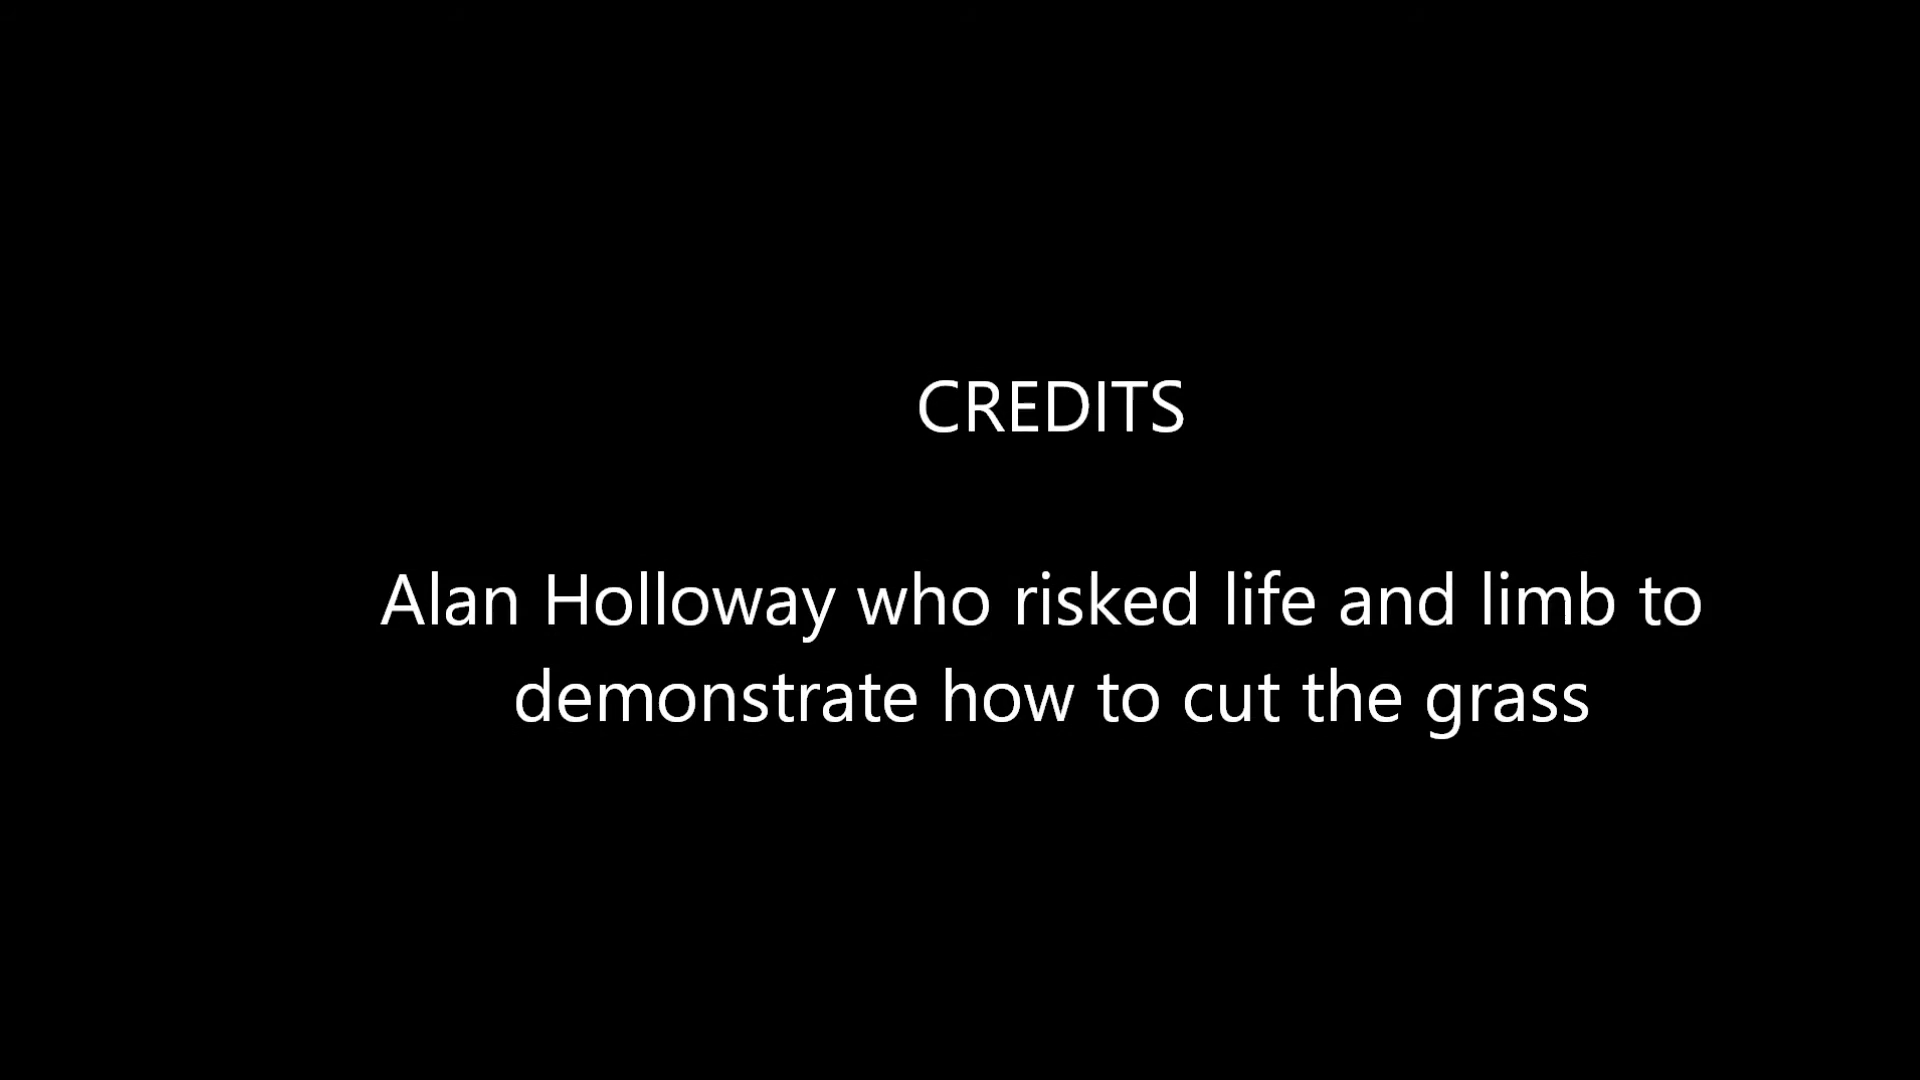 CREDITS
Alan Holloway who risked life and limb to
demonstrate how to cut the grass